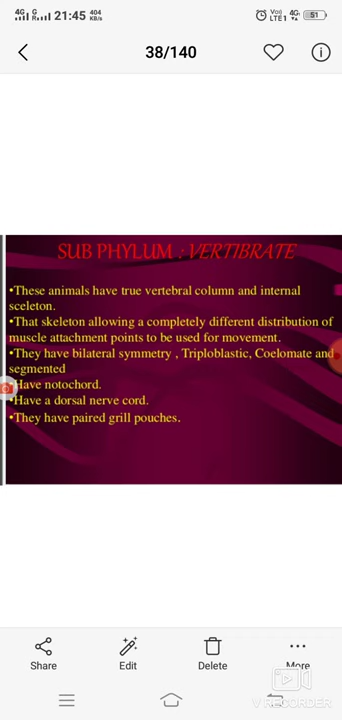 4G G R 21:45 404 KB/s Voj LTE1 4G 51
38/140
SUB PHYLUM : VERTIBRATE
•These animals have true vertebral column and internal
sceleton.
•That skeleton allowing a completely different distribution of
muscle attachment points to be used for movement.
•They have bilateral symmetry , Triploblastic, Coelomate and
segmented
Have notochord.
•Have a dorsal nerve cord.
•They have paired grill pouches.
Share Edit Delete More
V RECORDER